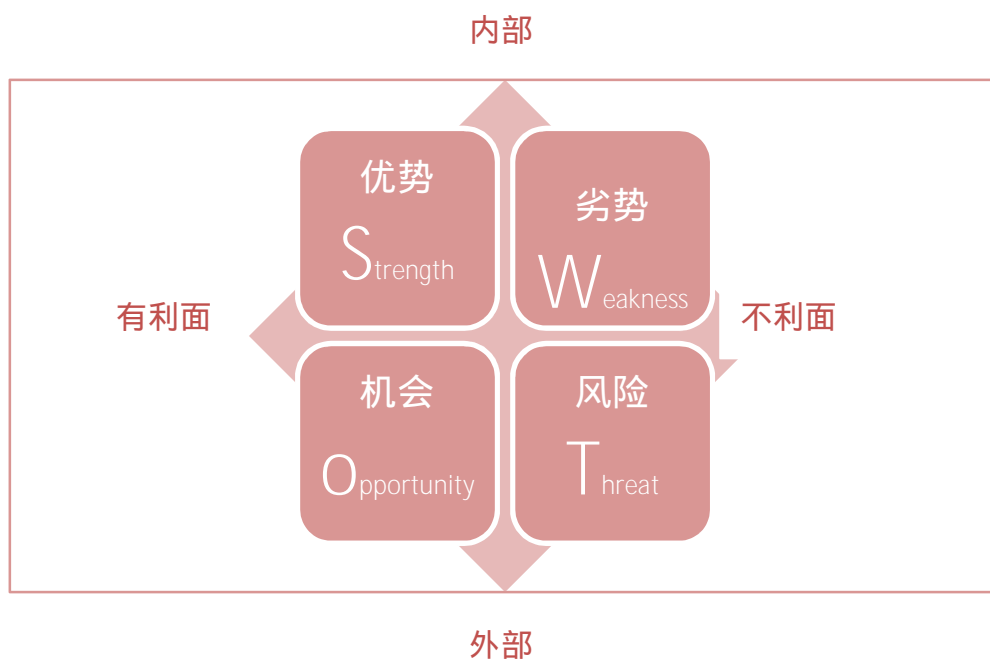 内部
优势
Strength
劣势
Weakness
有利面
不利面
机会
Opportunity
风险
Threat
外部